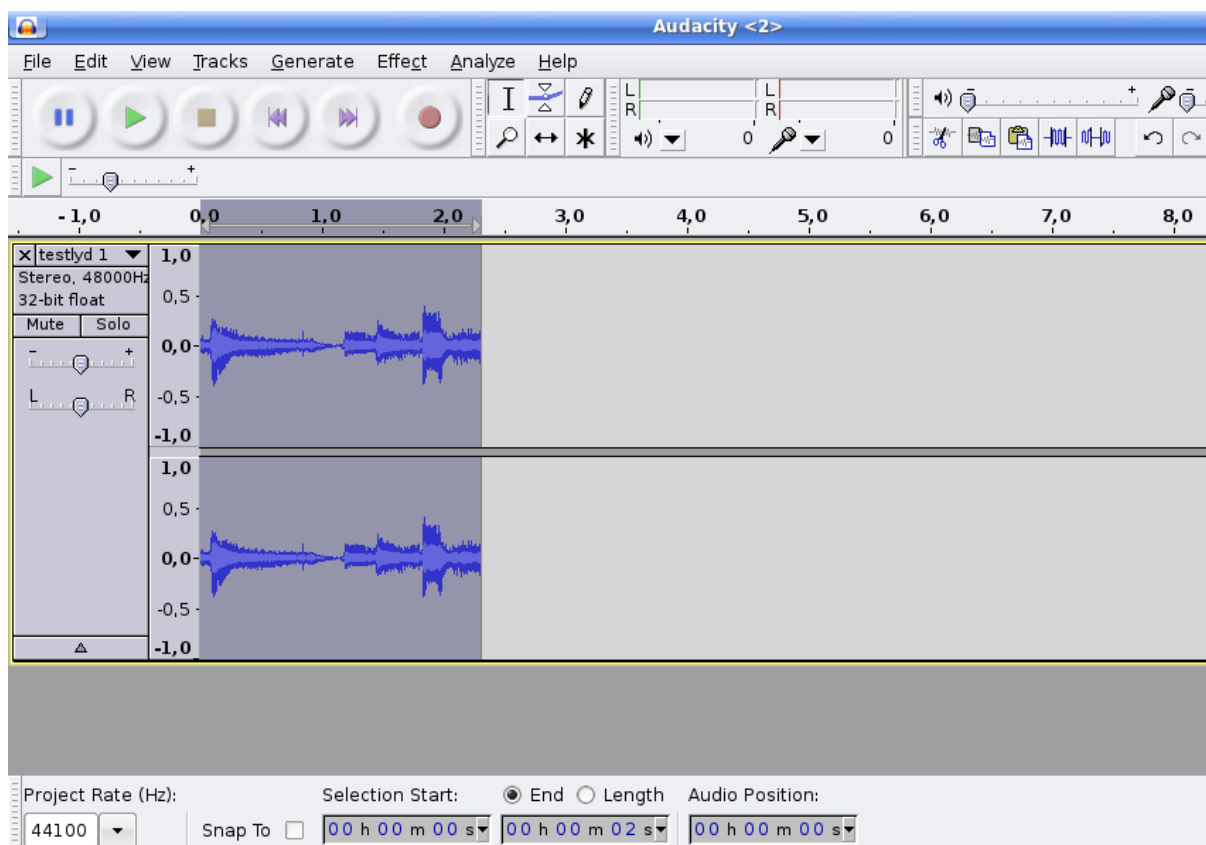 Audacity <2>
File Edit View Tracks Generate Effect Analyze Help
L L
R R
0 0
- +
- 1,0 0,0 1,0 2,0 3,0 4,0 5,0 6,0 7,0 8,0
x testlyd 1 1,0
Stereo, 48000Hz
32-bit float 0,5
Mute Solo
- + 0,0
L R -0,5
-1,0
1,0
0,5
0,0
-0,5
-1,0
Project Rate (Hz): Selection Start: End Length Audio Position:
44100 Snap To 00 h 00 m 00 s 00 h 00 m 02 s 00 h 00 m 00 s